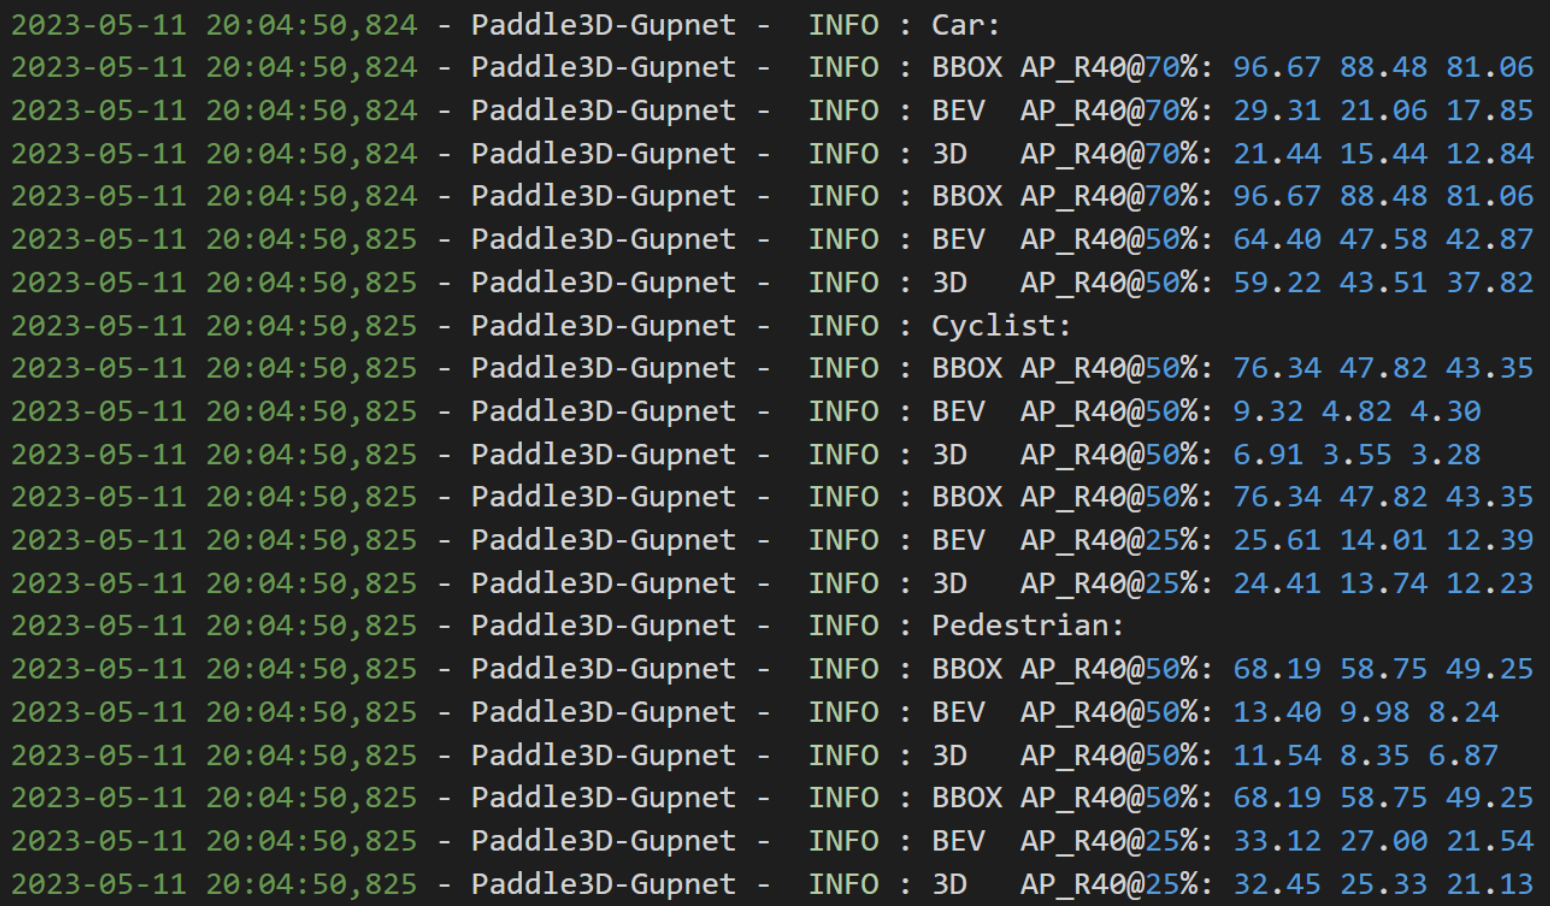 2023-05-11 20:04:50,824 - Paddle3D-Gupnet -  INFO : Car:
2023-05-11 20:04:50,824 - Paddle3D-Gupnet -  INFO : BBOX AP_R40@70%: 96.67 88.48 81.06
2023-05-11 20:04:50,824 - Paddle3D-Gupnet -  INFO : BEV  AP_R40@70%: 29.31 21.06 17.85
2023-05-11 20:04:50,824 - Paddle3D-Gupnet -  INFO : 3D   AP_R40@70%: 21.44 15.44 12.84
2023-05-11 20:04:50,824 - Paddle3D-Gupnet -  INFO : BBOX AP_R40@70%: 96.67 88.48 81.06
2023-05-11 20:04:50,825 - Paddle3D-Gupnet -  INFO : BEV  AP_R40@50%: 64.40 47.58 42.87
2023-05-11 20:04:50,825 - Paddle3D-Gupnet -  INFO : 3D   AP_R40@50%: 59.22 43.51 37.82
2023-05-11 20:04:50,825 - Paddle3D-Gupnet -  INFO : Cyclist:
2023-05-11 20:04:50,825 - Paddle3D-Gupnet -  INFO : BBOX AP_R40@50%: 76.34 47.82 43.35
2023-05-11 20:04:50,825 - Paddle3D-Gupnet -  INFO : BEV  AP_R40@50%: 9.32 4.82 4.30
2023-05-11 20:04:50,825 - Paddle3D-Gupnet -  INFO : 3D   AP_R40@50%: 6.91 3.55 3.28
2023-05-11 20:04:50,825 - Paddle3D-Gupnet -  INFO : BBOX AP_R40@50%: 76.34 47.82 43.35
2023-05-11 20:04:50,825 - Paddle3D-Gupnet -  INFO : BEV  AP_R40@25%: 25.61 14.01 12.39
2023-05-11 20:04:50,825 - Paddle3D-Gupnet -  INFO : 3D   AP_R40@25%: 24.41 13.74 12.23
2023-05-11 20:04:50,825 - Paddle3D-Gupnet -  INFO : Pedestrian:
2023-05-11 20:04:50,825 - Paddle3D-Gupnet -  INFO : BBOX AP_R40@50%: 68.19 58.75 49.25
2023-05-11 20:04:50,825 - Paddle3D-Gupnet -  INFO : BEV  AP_R40@50%: 13.40 9.98 8.24
2023-05-11 20:04:50,825 - Paddle3D-Gupnet -  INFO : 3D   AP_R40@50%: 11.54 8.35 6.87
2023-05-11 20:04:50,825 - Paddle3D-Gupnet -  INFO : BBOX AP_R40@50%: 68.19 58.75 49.25
2023-05-11 20:04:50,825 - Paddle3D-Gupnet -  INFO : BEV  AP_R40@25%: 33.12 27.00 21.54
2023-05-11 20:04:50,825 - Paddle3D-Gupnet -  INFO : 3D   AP_R40@25%: 32.45 25.33 21.13